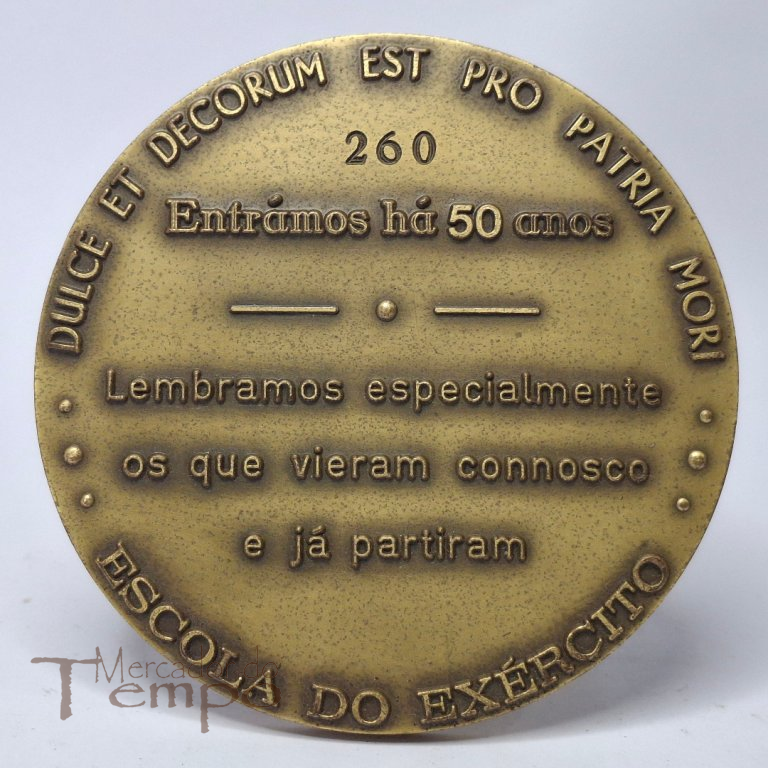 DULCE ET DECORUM EST PRO PATRIA MORI
260
Entrámos há 50 anos
Lembramos especialmente
os que vieram connosco
e já partiram
ESCOLA DO EXÉRCITO
Mercad
Temp